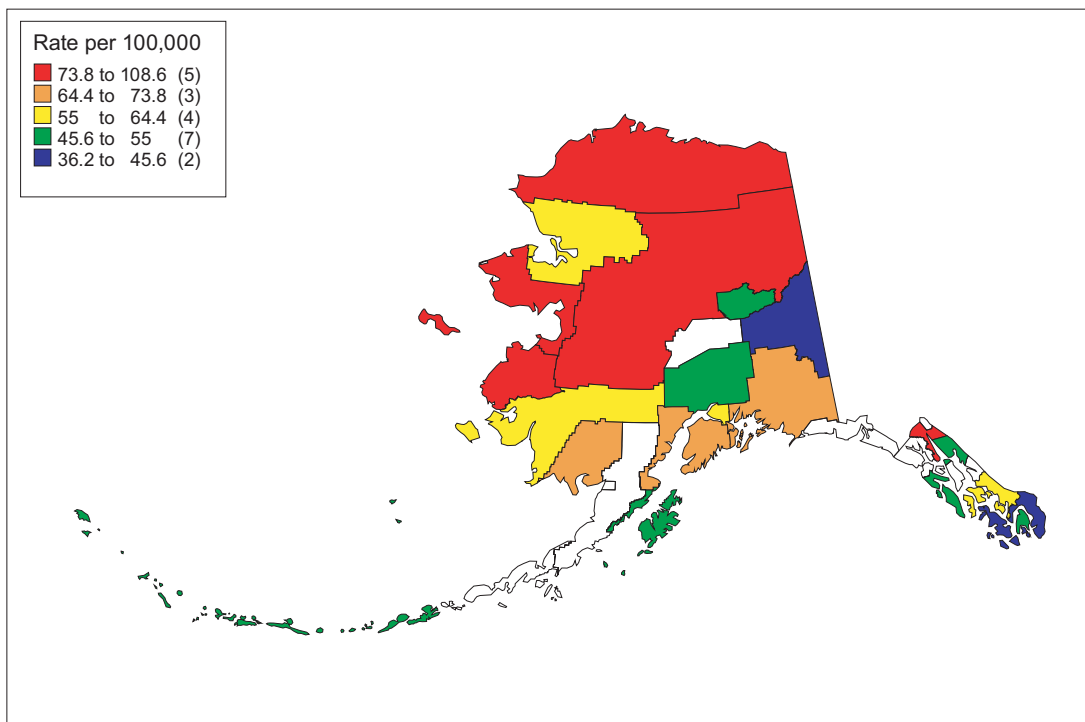 Rate per 100,000
73.8 to 108.6 (5)
64.4 to 73.8 (3)
55 to 64.4 (4)
45.6 to 55 (7)
36.2 to 45.6 (2)